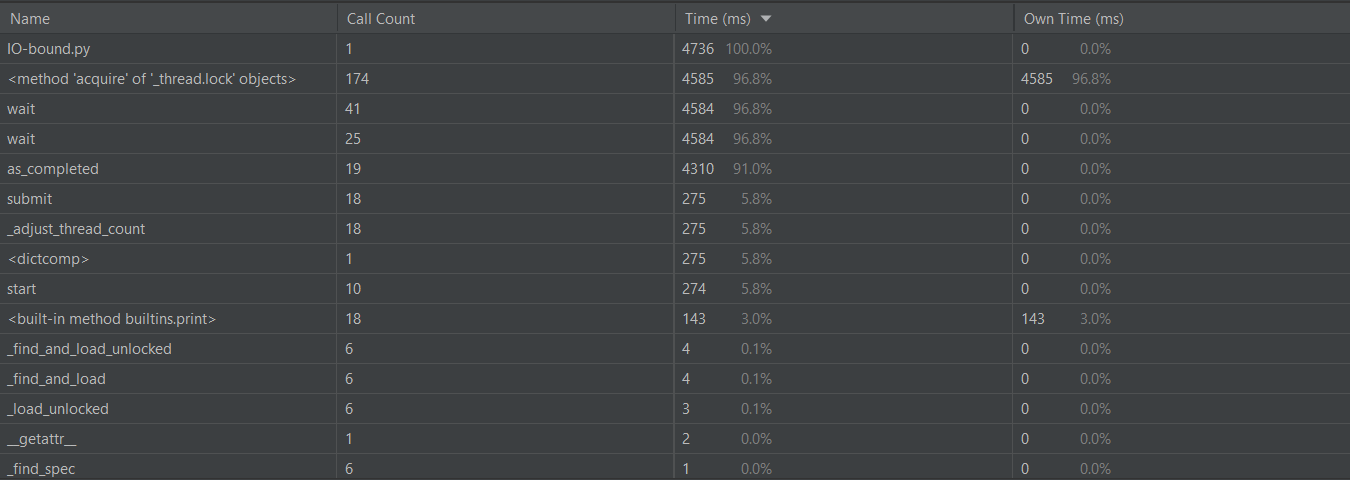 Name Call Count Time (ms) Own Time (ms)
IO-bound.py 1 4736 100.0% 0 0.0%
<method 'acquire' of '_thread.lock' objects> 174 4585 96.8% 4585 96.8%
wait 41 4584 96.8% 0 0.0%
wait 25 4584 96.8% 0 0.0%
as_completed 19 4310 91.0% 0 0.0%
submit 18 275 5.8% 0 0.0%
_adjust_thread_count 18 275 5.8% 0 0.0%
<dictcomp> 1 275 5.8% 0 0.0%
start 10 274 5.8% 0 0.0%
<built-in method builtins.print> 18 143 3.0% 143 3.0%
_find_and_load_unlocked 6 4 0.1% 0 0.0%
_find_and_load 6 4 0.1% 0 0.0%
_load_unlocked 6 3 0.1% 0 0.0%
__getattr__ 1 2 0.0% 0 0.0%
_find_spec 6 1 0.0% 0 0.0%